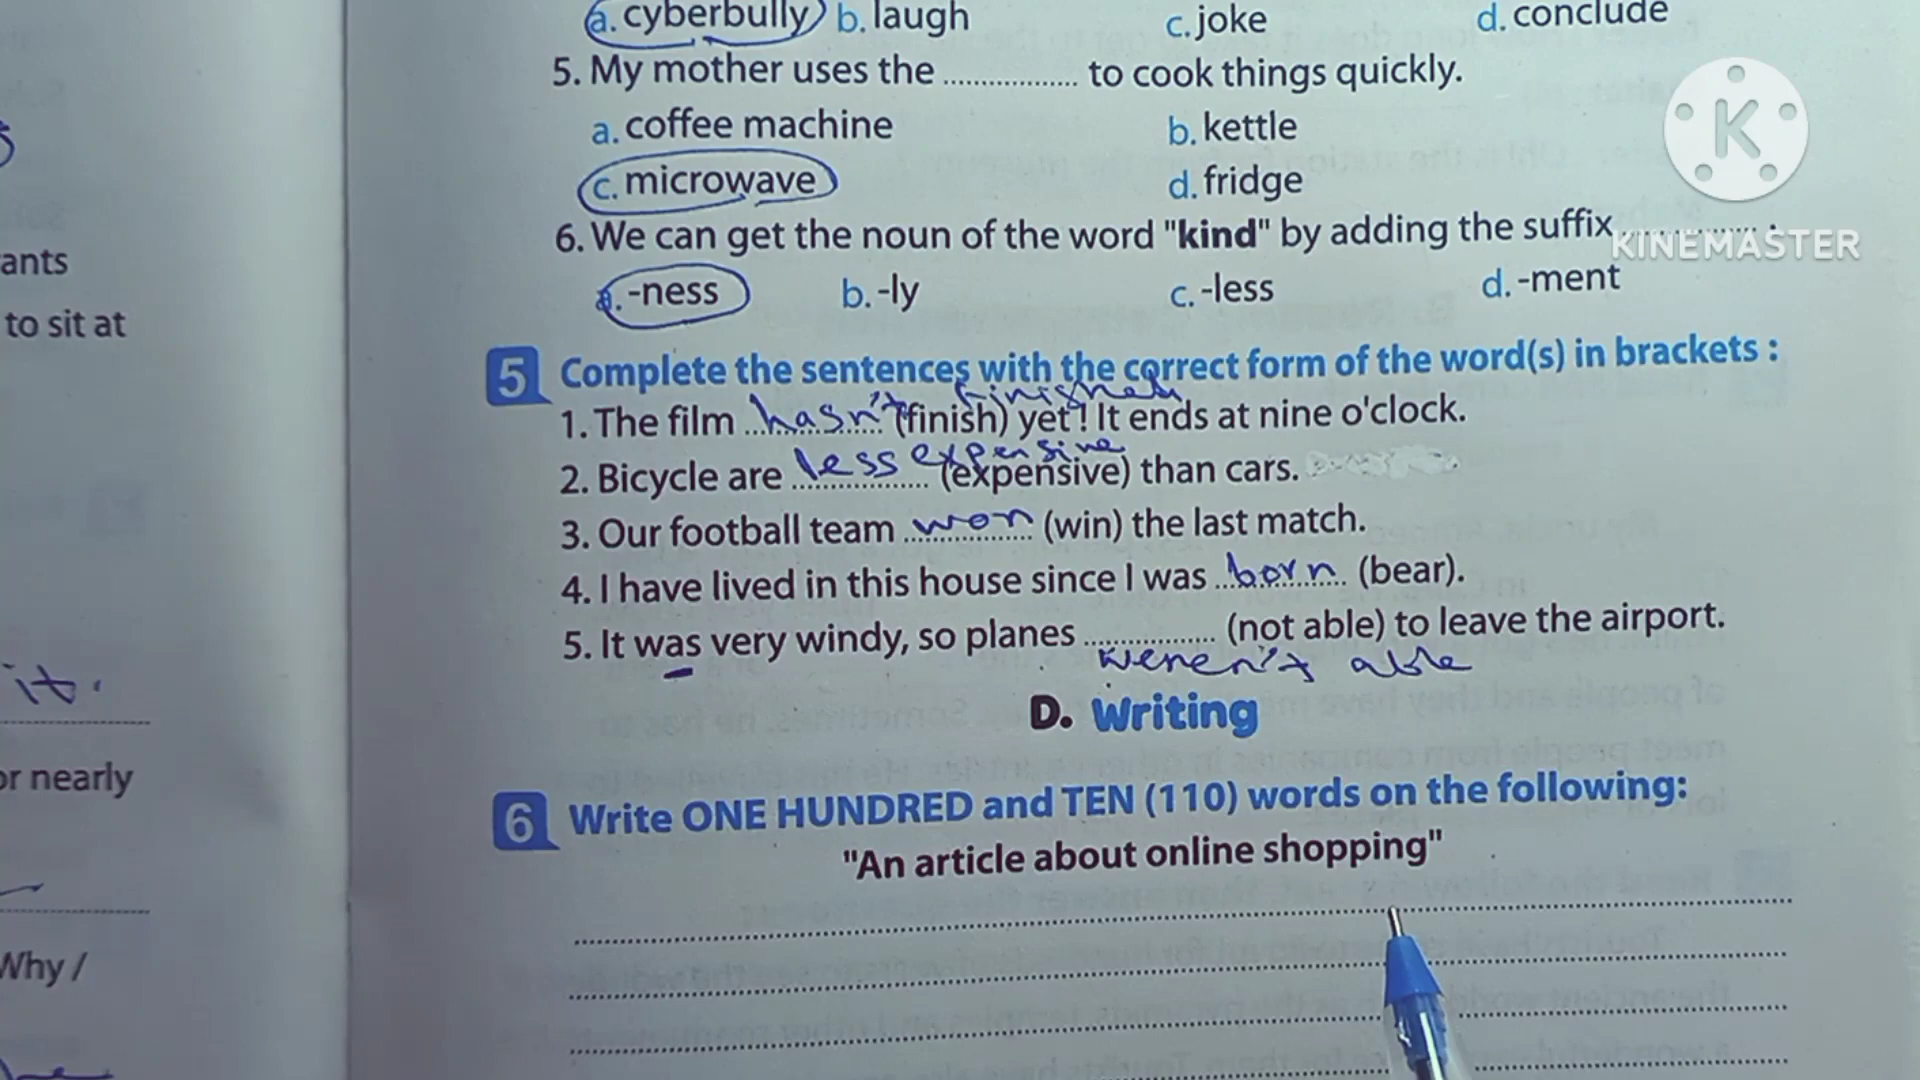 a. cyberbully b. laugh c. joke d. conclude
5. My mother uses the ................ to cook things quickly.
a. coffee machine b. kettle
c. microwave d. fridge
6. We can get the noun of the word "kind" by adding the suffix ................ .
KINEMASTER
a. -ness b. -ly c. -less d. -ment
ants
to sit at
5 Complete the sentences with the correct form of the word(s) in brackets :
finished
1. The film hasn't (finish) yet ! It ends at nine o'clock.
2. Bicycle are less expensive (expensive) than cars.
3. Our football team won (win) the last match.
4. I have lived in this house since I was born (bear).
5. It was very windy, so planes ................ (not able) to leave the airport.
weren't able
it.
D. Writing
or nearly
6 Write ONE HUNDRED and TEN (110) words on the following:
"An article about online shopping"
Why /